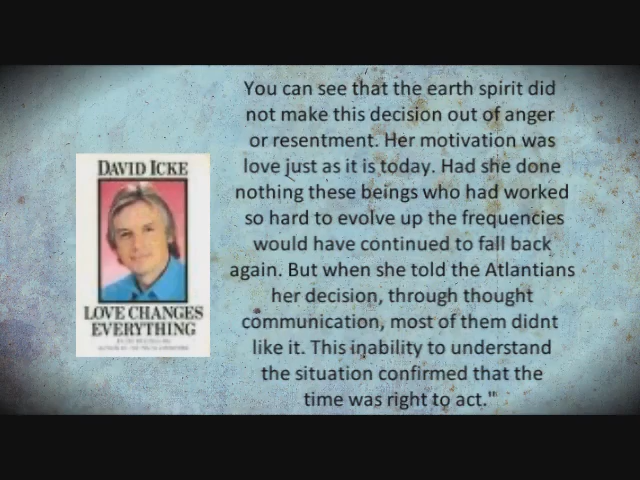 You can see that the earth spirit did
not make this decision out of anger
or resentment. Her motivation was
love just as it is today. Had she done
nothing these beings who had worked
so hard to evolve up the frequencies
would have continued to fall back
again. But when she told the Atlantians
her decision, through thought
communication, most of them didnt
like it. This inability to understand
the situation confirmed that the
time was right to act."
DAVID ICKE
LOVE CHANGES
EVERYTHING